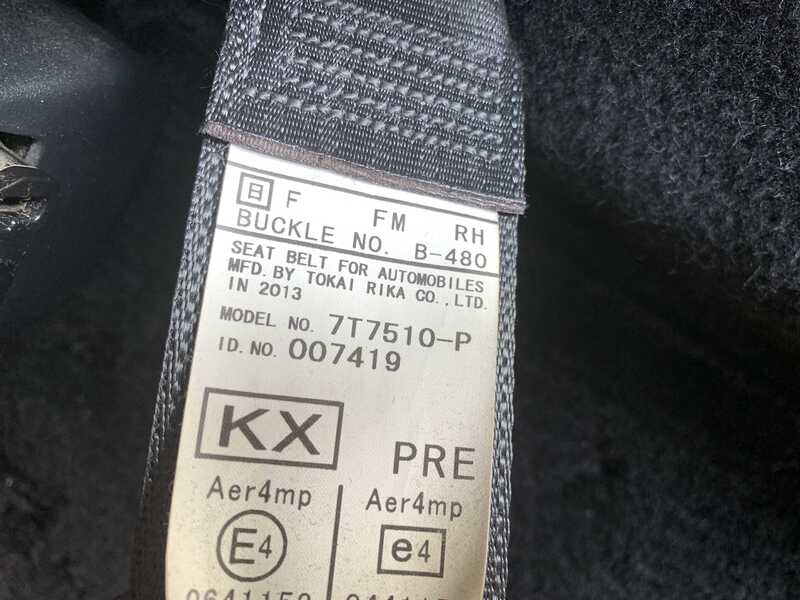 日 F FM RH
BUCKLE NO. B-480
SEAT BELT FOR AUTOMOBILES
MFD. BY TOKAI RIKA CO.,LTD.
IN 2013
MODEL NO. 7T7510-P
ID. NO. 007419
KX
PRE
Aer4mp Aer4mp
E4 e4